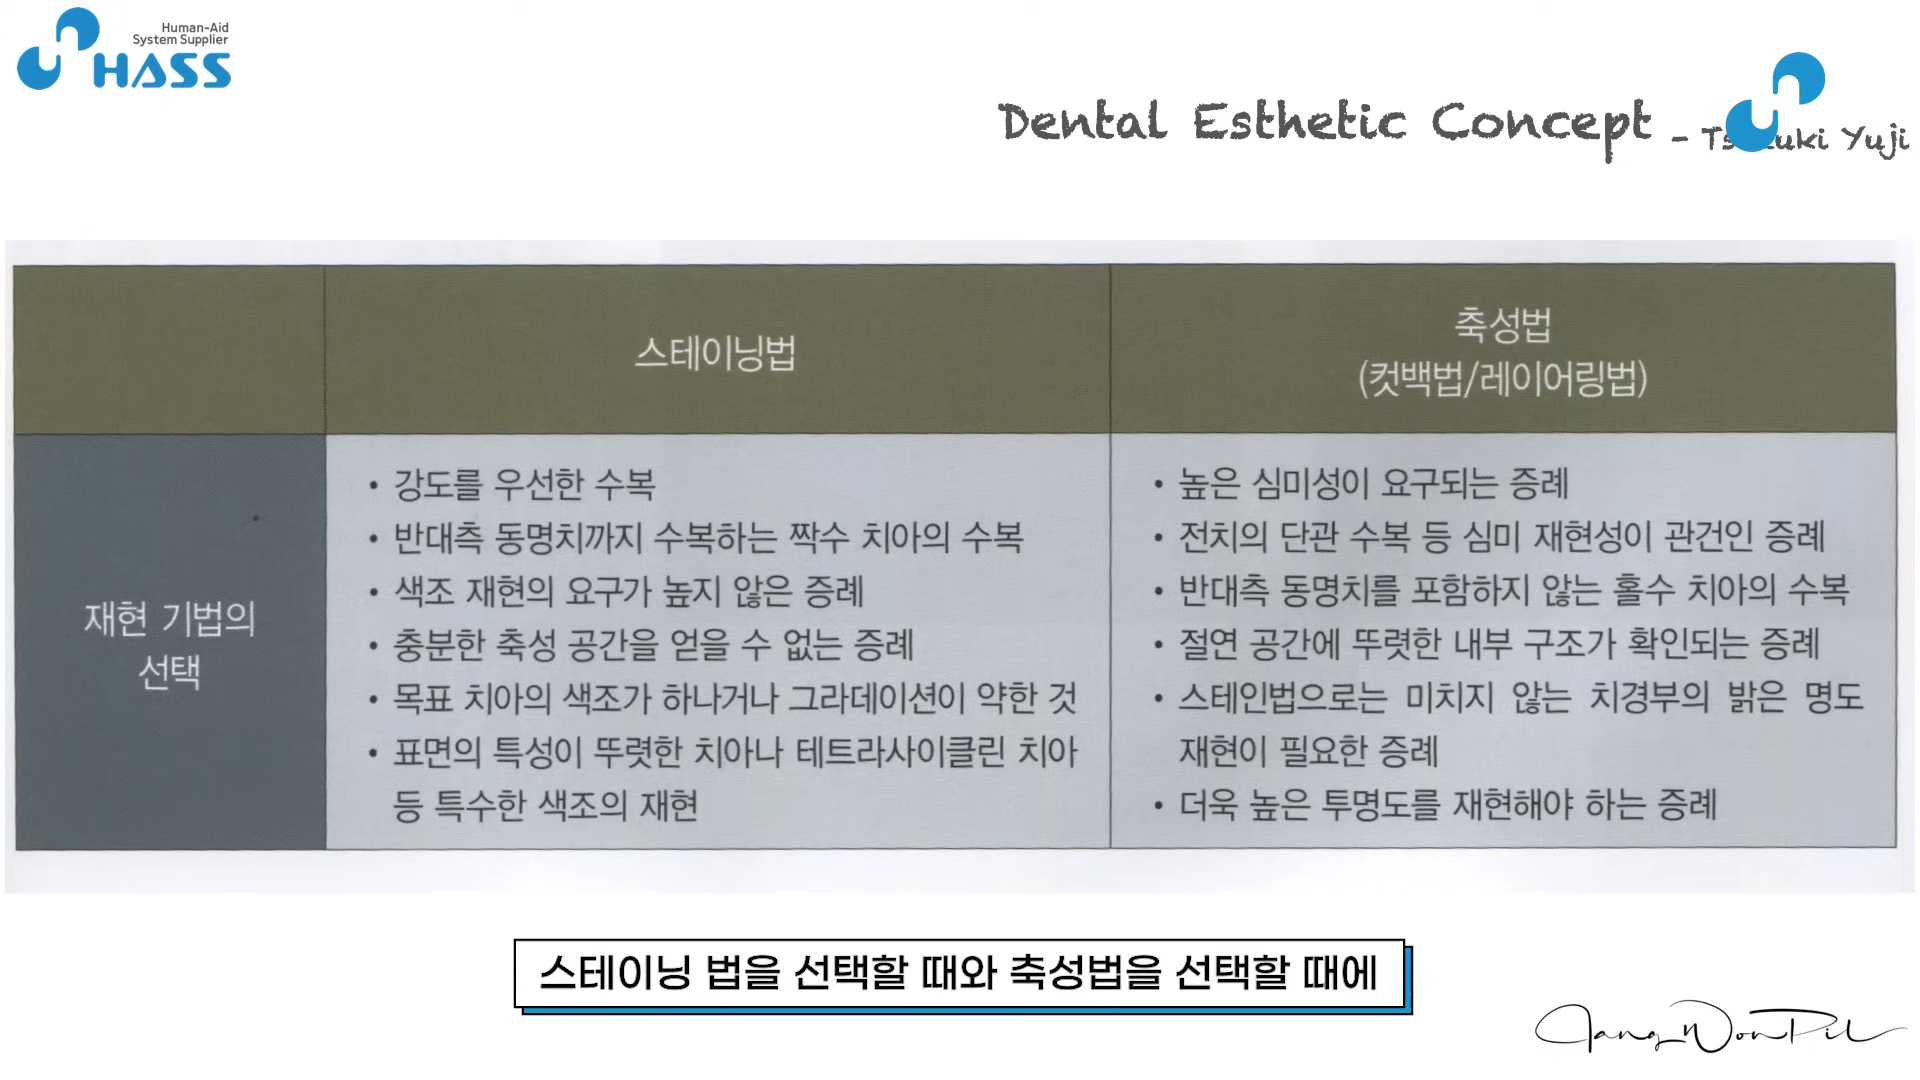 Human-Aid
System Supplier
HASS
Dental Esthetic Concept - Yuji
스테이닝법
축성법
(컷백법/레이어링법)
재현 기법의
선택
• 강도를 우선한 수복
• 반대측 동명치까지 수복하는 짝수 치아의 수복
• 색조 재현의 요구가 높지 않은 증례
• 충분한 축성 공간을 얻을 수 없는 증례
• 목표 치아의 색조가 하나거나 그라데이션이 약한 것
• 표면의 특성이 뚜렷한 치아나 테트라사이클린 치아
등 특수한 색조의 재현
• 높은 심미성이 요구되는 증례
• 전치의 단관 수복 등 심미 재현성이 관건인 증례
• 반대측 동명치를 포함하지 않는 홀수 치아의 수복
• 절연 공간에 뚜렷한 내부 구조가 확인되는 증례
• 스테인법으로는 미치지 않는 치경부의 밝은 명도
재현이 필요한 증례
• 더욱 높은 투명도를 재현해야 하는 증례
스테이닝 법을 선택할 때와 축성법을 선택할 때에
Jang Won Pil